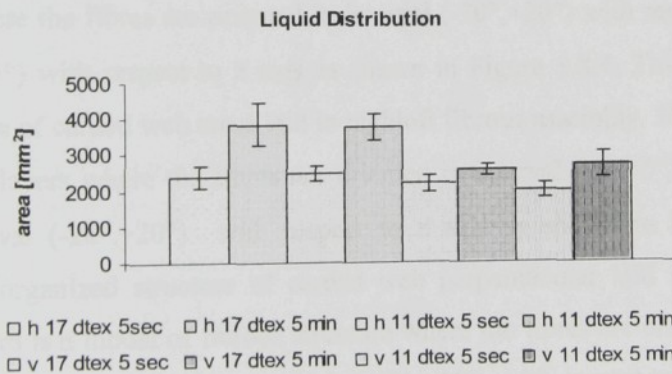 Liquid Distribution
5000
4000
3000
2000
1000
0
area [mm²]
h 17 dtex 5sec h 17 dtex 5 min h 11 dtex 5 sec h 11 dtex 5 min
v 17 dtex 5 sec v 17 dtex 5 min v 11 dtex 5 sec v 11 dtex 5 min